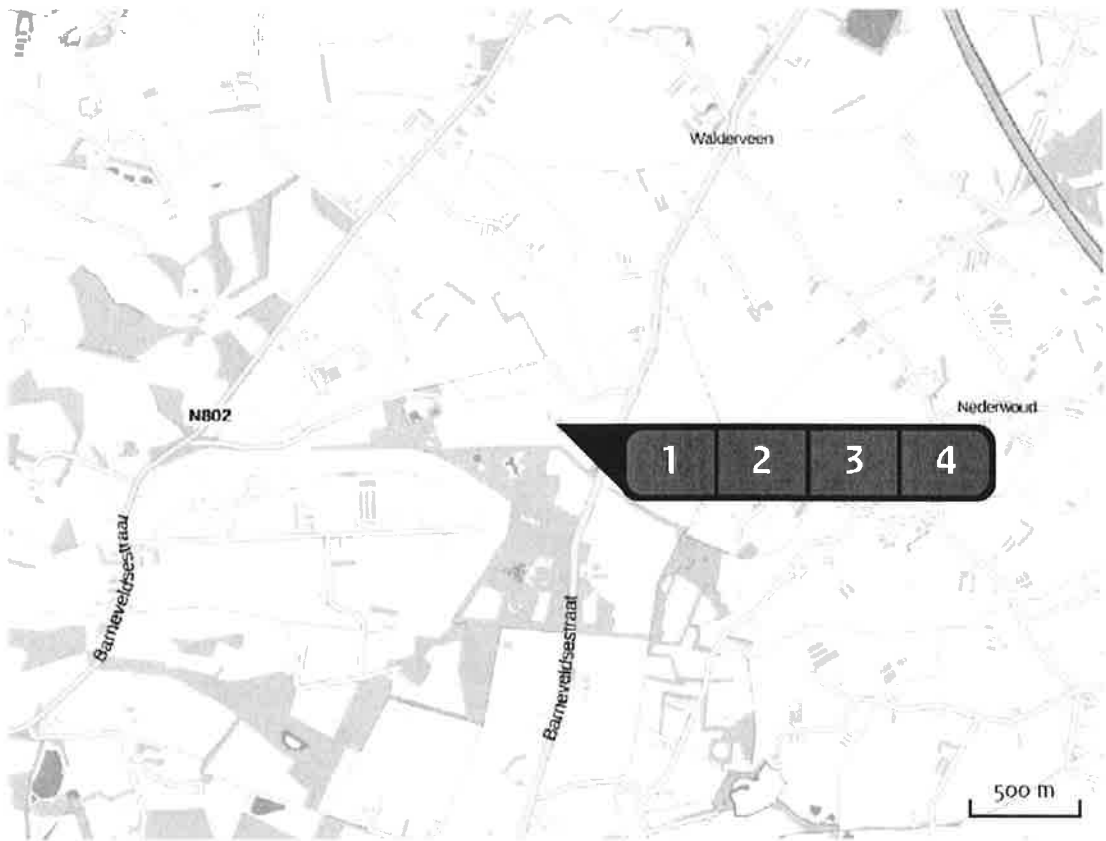 Walderveen
Nederwoud
N802
1 2 3 4
Barneveldsestraat
Barneveldsestraat
500 m